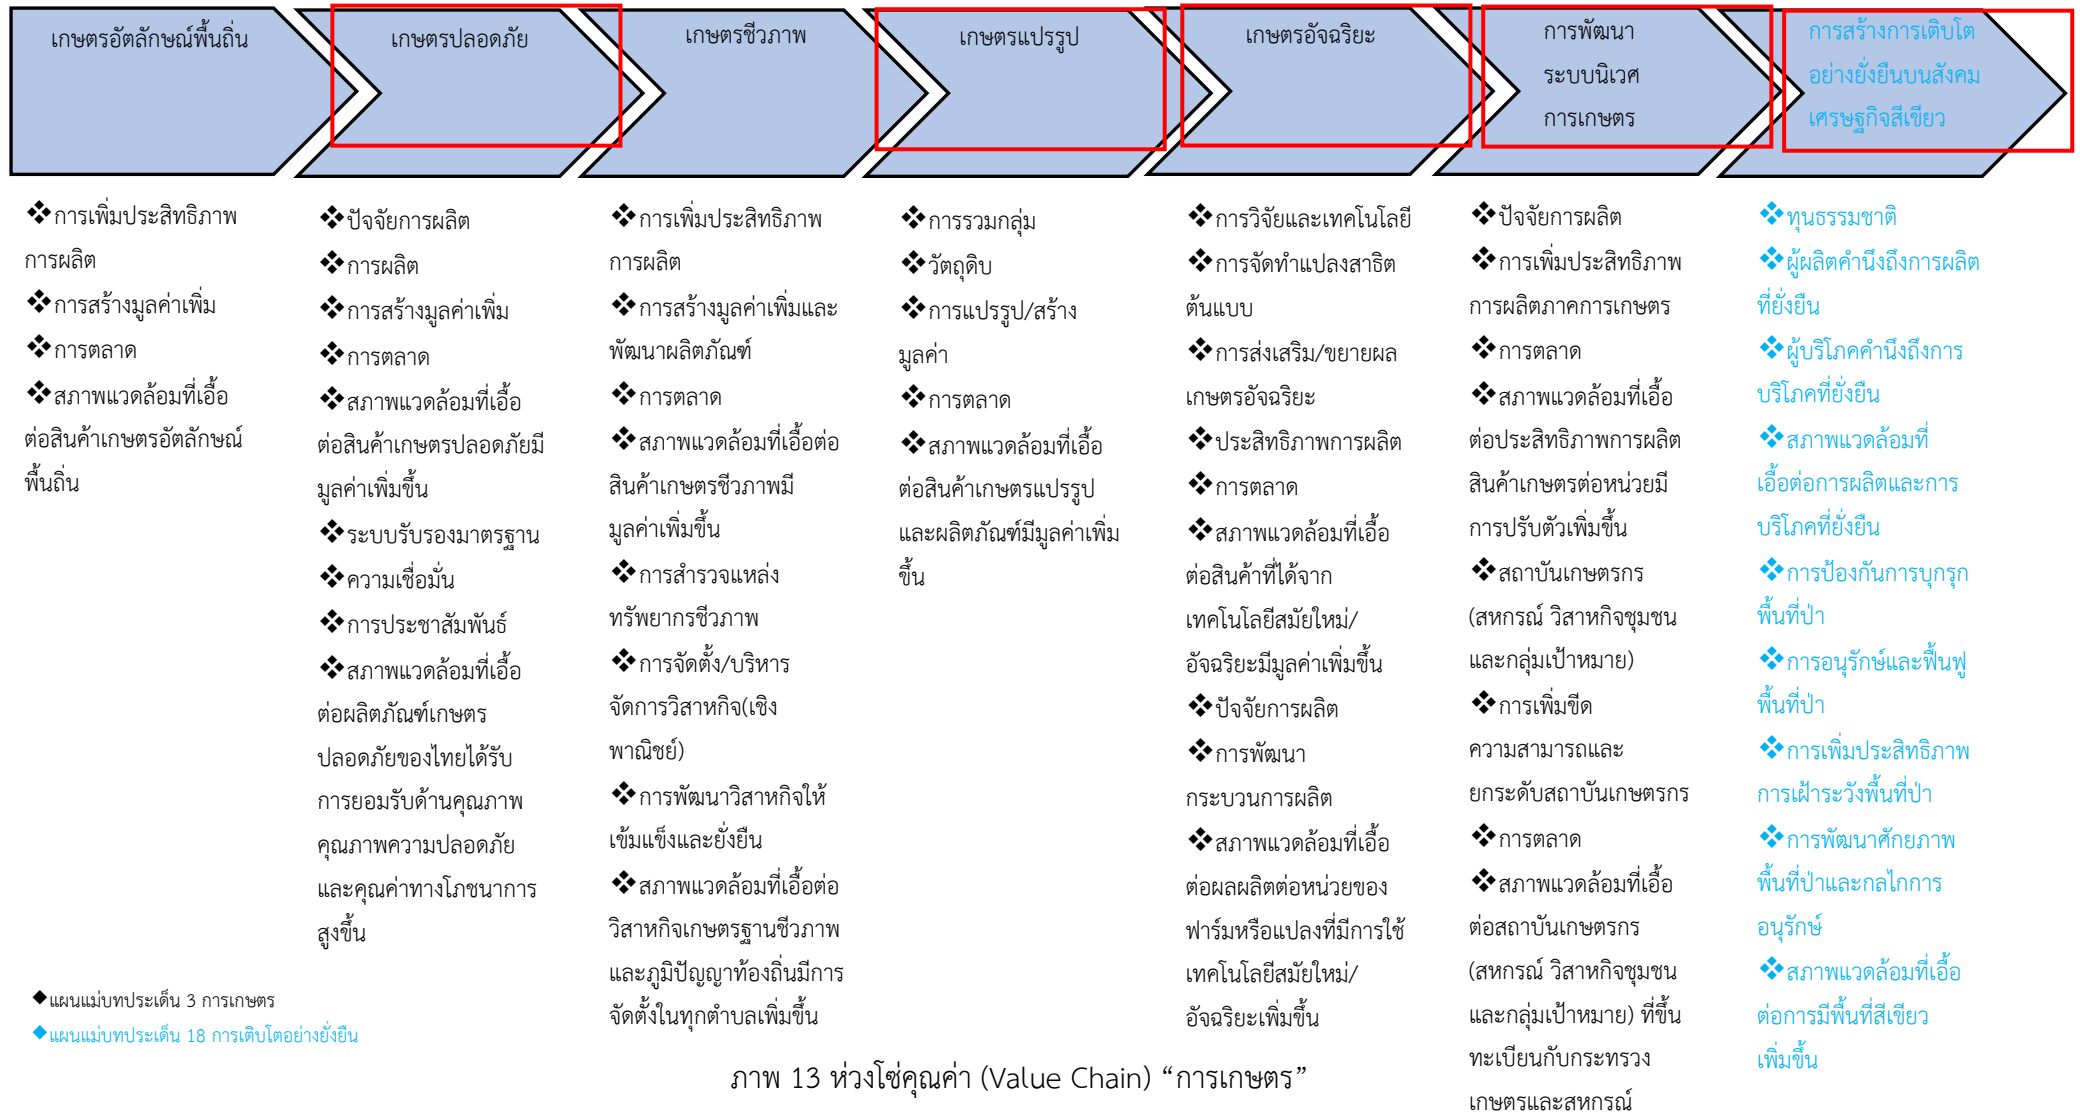 เกษตรอัตลักษณ์พื้นถิ่น
เกษตรปลอดภัย
เกษตรชีวภาพ
เกษตรแปรรูป
เกษตรอัจฉริยะ
การพัฒนา
ระบบนิเวศ
การเกษตร
การสร้างการเติบโต
อย่างยั่งยืนบนสังคม
เศรษฐกิจสีเขียว
❖การเพิ่มประสิทธิภาพ
การผลิต
❖การสร้างมูลค่าเพิ่ม
❖การตลาด
❖สภาพแวดล้อมที่เอื้อ
ต่อสินค้าเกษตรอัตลักษณ์
พื้นถิ่น
❖ปัจจัยการผลิต
❖การผลิต
❖การสร้างมูลค่าเพิ่ม
❖การตลาด
❖สภาพแวดล้อมที่เอื้อ
ต่อสินค้าเกษตรปลอดภัยมี
มูลค่าเพิ่มขึ้น
❖ระบบรับรองมาตรฐาน
❖ความเชื่อมั่น
❖การประชาสัมพันธ์
❖สภาพแวดล้อมที่เอื้อ
ต่อผลิตภัณฑ์เกษตร
ปลอดภัยของไทยได้รับ
การยอมรับด้านคุณภาพ
คุณภาพความปลอดภัย
และคุณค่าทางโภชนาการ
สูงขึ้น
❖การเพิ่มประสิทธิภาพ
การผลิต
❖การสร้างมูลค่าเพิ่มและ
พัฒนาผลิตภัณฑ์
❖การตลาด
❖สภาพแวดล้อมที่เอื้อต่อ
สินค้าเกษตรชีวภาพมี
มูลค่าเพิ่มขึ้น
❖การสำรวจแหล่ง
ทรัพยากรชีวภาพ
❖การจัดตั้ง/บริหาร
จัดการวิสาหกิจ(เชิง
พาณิชย์)
❖การพัฒนาวิสาหกิจให้
เข้มแข็งและยั่งยืน
❖สภาพแวดล้อมที่เอื้อต่อ
วิสาหกิจเกษตรฐานชีวภาพ
และภูมิปัญญาท้องถิ่นมีการ
จัดตั้งในทุกตำบลเพิ่มขึ้น
❖การรวมกลุ่ม
❖วัตถุดิบ
❖การแปรรูป/สร้าง
มูลค่า
❖การตลาด
❖สภาพแวดล้อมที่เอื้อ
ต่อสินค้าเกษตรแปรรูป
และผลิตภัณฑ์มีมูลค่าเพิ่ม
ขึ้น
❖การวิจัยและเทคโนโลยี
❖การจัดทำแปลงสาธิต
ต้นแบบ
❖การส่งเสริม/ขยายผล
เกษตรอัจฉริยะ
❖ประสิทธิภาพการผลิต
❖การตลาด
❖สภาพแวดล้อมที่เอื้อ
ต่อสินค้าที่ได้จาก
เทคโนโลยีสมัยใหม่/
อัจฉริยะมีมูลค่าเพิ่มขึ้น
❖ปัจจัยการผลิต
❖การพัฒนา
กระบวนการผลิต
❖สภาพแวดล้อมที่เอื้อ
ต่อผลผลิตต่อหน่วยของ
ฟาร์มหรือแปลงที่มีการใช้
เทคโนโลยีสมัยใหม่/
อัจฉริยะเพิ่มขึ้น
❖ปัจจัยการผลิต
❖การเพิ่มประสิทธิภาพ
การผลิตภาคการเกษตร
❖การตลาด
❖สภาพแวดล้อมที่เอื้อ
ต่อประสิทธิภาพการผลิต
สินค้าเกษตรต่อหน่วยมี
การปรับตัวเพิ่มขึ้น
❖สถาบันเกษตรกร
(สหกรณ์ วิสาหกิจชุมชน
และกลุ่มเป้าหมาย)
❖การเพิ่มขีด
ความสามารถและ
ยกระดับสถาบันเกษตรกร
❖การตลาด
❖สภาพแวดล้อมที่เอื้อ
ต่อสถาบันเกษตรกร
(สหกรณ์ วิสาหกิจชุมชน
และกลุ่มเป้าหมาย) ที่ขึ้น
ทะเบียนกับกระทรวง
เกษตรและสหกรณ์
❖ทุนธรรมชาติ
❖ผู้ผลิตคำนึงถึงการผลิต
ที่ยั่งยืน
❖ผู้บริโภคคำนึงถึงการ
บริโภคที่ยั่งยืน
❖สภาพแวดล้อมที่
เอื้อต่อการผลิตและการ
บริโภคที่ยั่งยืน
❖การป้องกันการบุกรุก
พื้นที่ป่า
❖การอนุรักษ์และฟื้นฟู
พื้นที่ป่า
❖การเพิ่มประสิทธิภาพ
การเฝ้าระวังพื้นที่ป่า
❖การพัฒนาศักยภาพ
พื้นที่ป่าและกลไกการ
อนุรักษ์
❖สภาพแวดล้อมที่เอื้อ
ต่อการมีพื้นที่สีเขียว
เพิ่มขึ้น
◆แผนแม่บทประเด็น 3 การเกษตร
◆แผนแม่บทประเด็น 18 การเติบโตอย่างยั่งยืน
ภาพ 13 ห่วงโซ่คุณค่า (Value Chain) “การเกษตร”